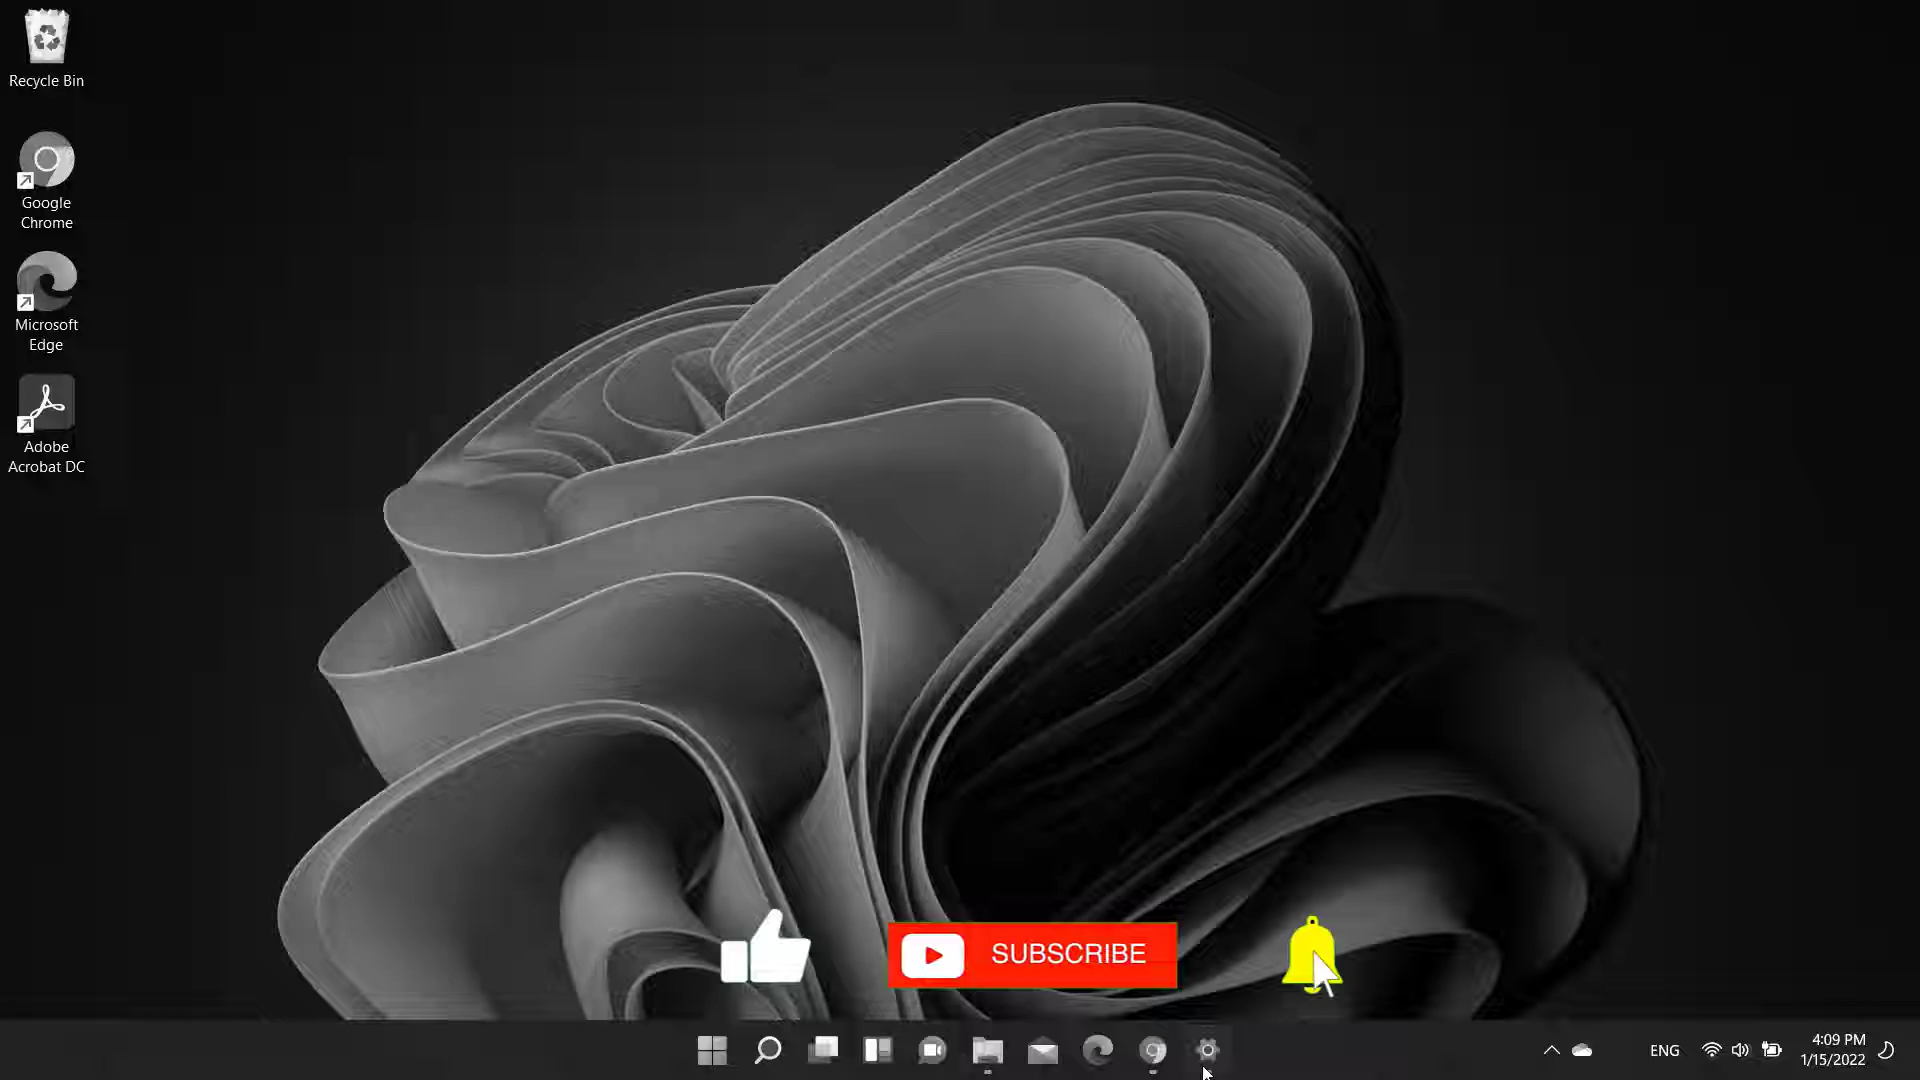 Recycle Bin
Google
Chrome
Microsoft
Edge
Adobe
Acrobat DC
SUBSCRIBE
ENG
4:09 PM
1/15/2022